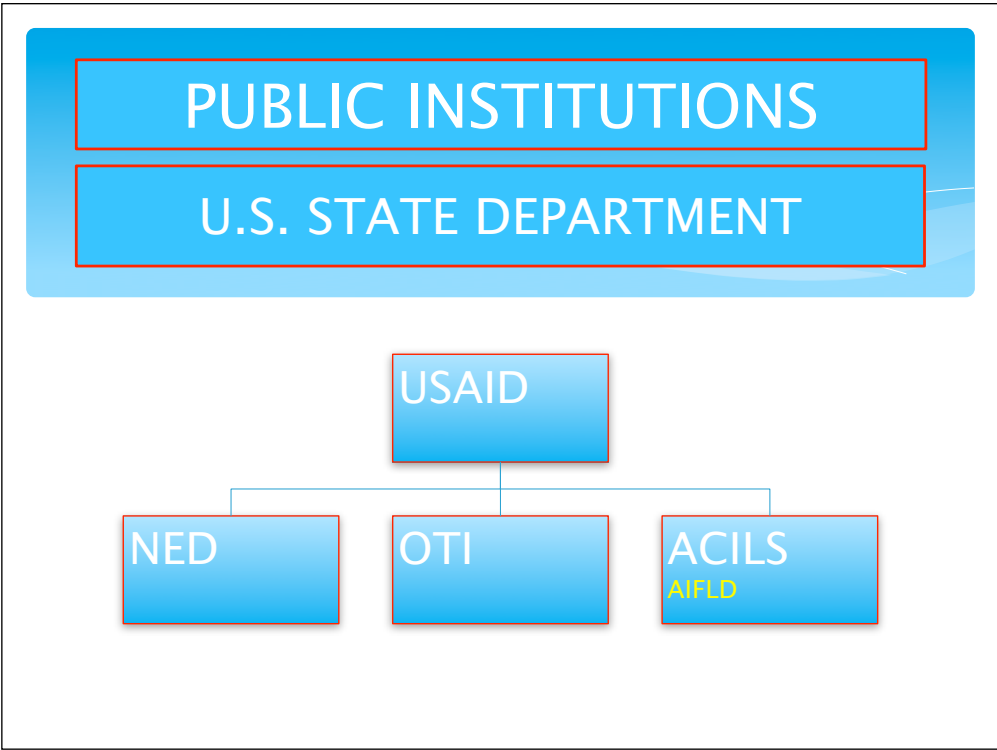 PUBLIC INSTITUTIONS
U.S. STATE DEPARTMENT
USAID
NED
OTI
ACILS
AIFLD